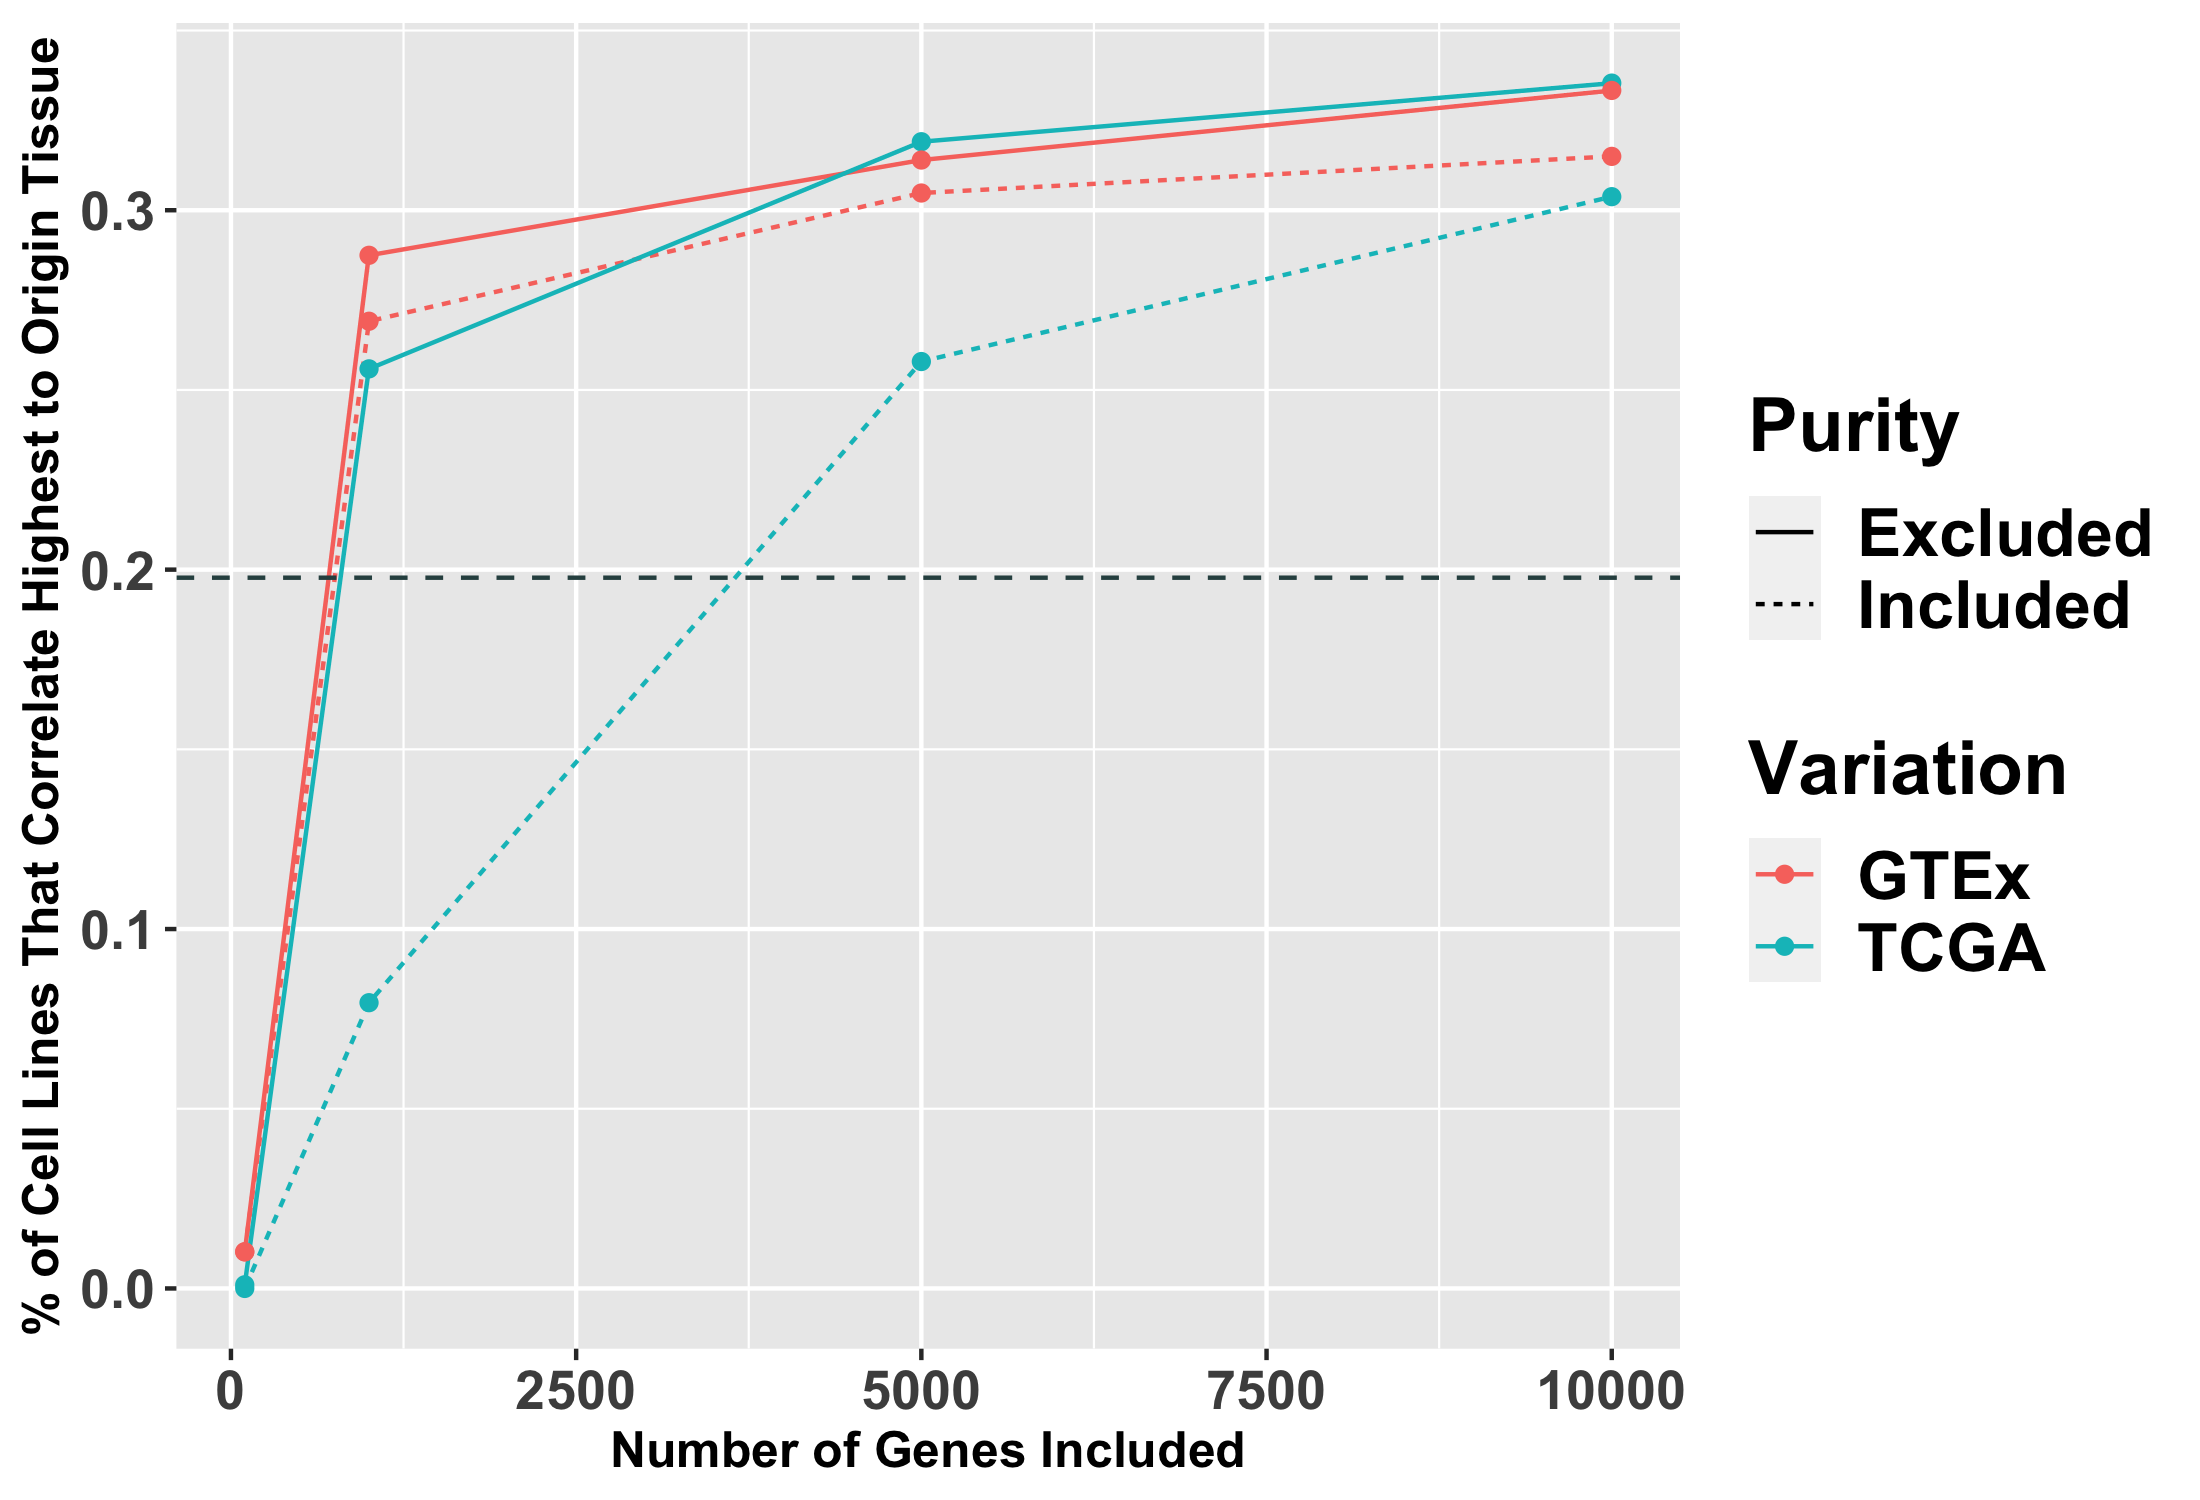 % of Cell Lines That Correlate Highest to Origin Tissue
0.3
0.2
0.1
0.0
0 2500 5000 7500 10000
Number of Genes Included
Purity
Excluded
Included
Variation
GTEx
TCGA